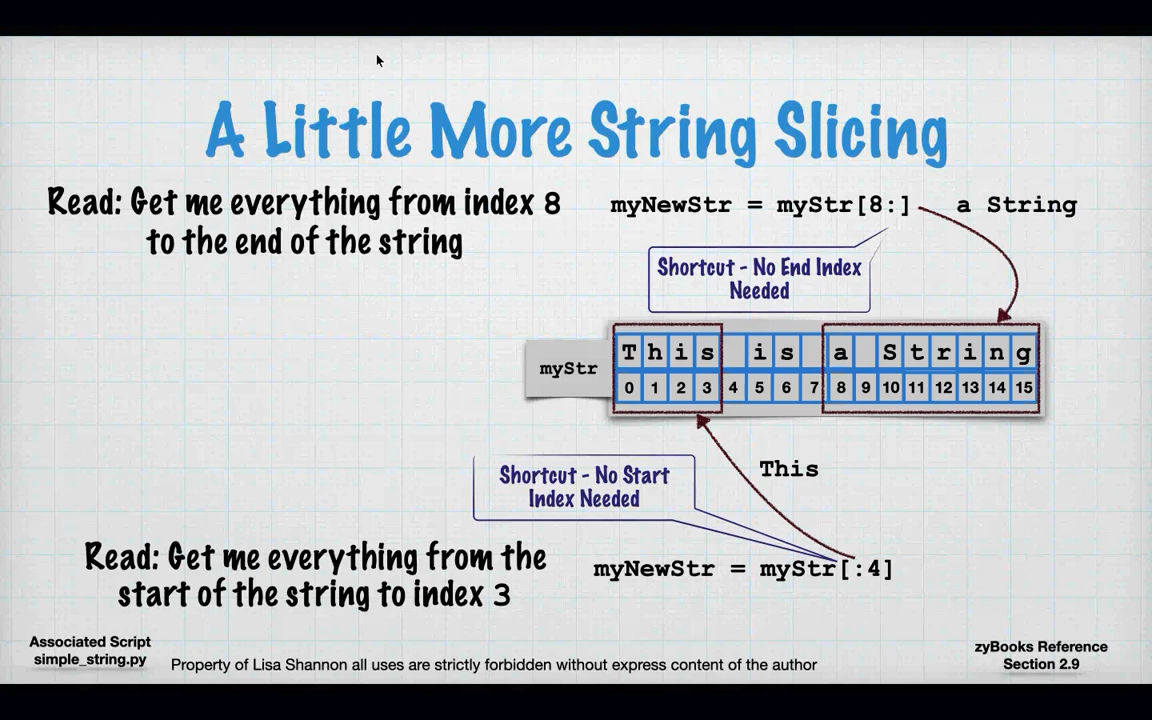 A Little More String Slicing
Read: Get me everything from index 8
to the end of the string
myNewStr = myStr[8:]
a String
Shortcut - No End Index
Needed
myStr
T h i s   i s   a   S t r i n g
0 1 2 3 4 5 6 7 8 9 10 11 12 13 14 15
Shortcut - No Start
Index Needed
This
Read: Get me everything from the
start of the string to index 3
myNewStr = myStr[:4]
Associated Script
simple_string.py
Property of Lisa Shannon all uses are strictly forbidden without express content of the author
zyBooks Reference
Section 2.9